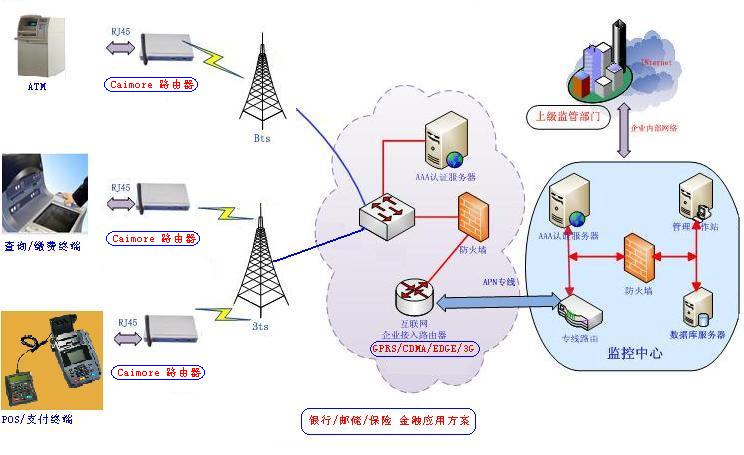 RJ45
ATM
Caimore 路由器
Bts
RJ45
查询/缴费终端
Caimore 路由器
RJ45
3ts
Caimore 路由器
POS/支付终端
AAA认证服务器
防火墙
互联网
企业接入路由器
GPRS/CDMA/EDGE/3G
APN专线
INternet
上级监管部门
企业内部网络
AAA认证服务器
管理工作站
防火墙
专线路由
数据库服务器
监控中心
银行/邮储/保险 金融应用方案